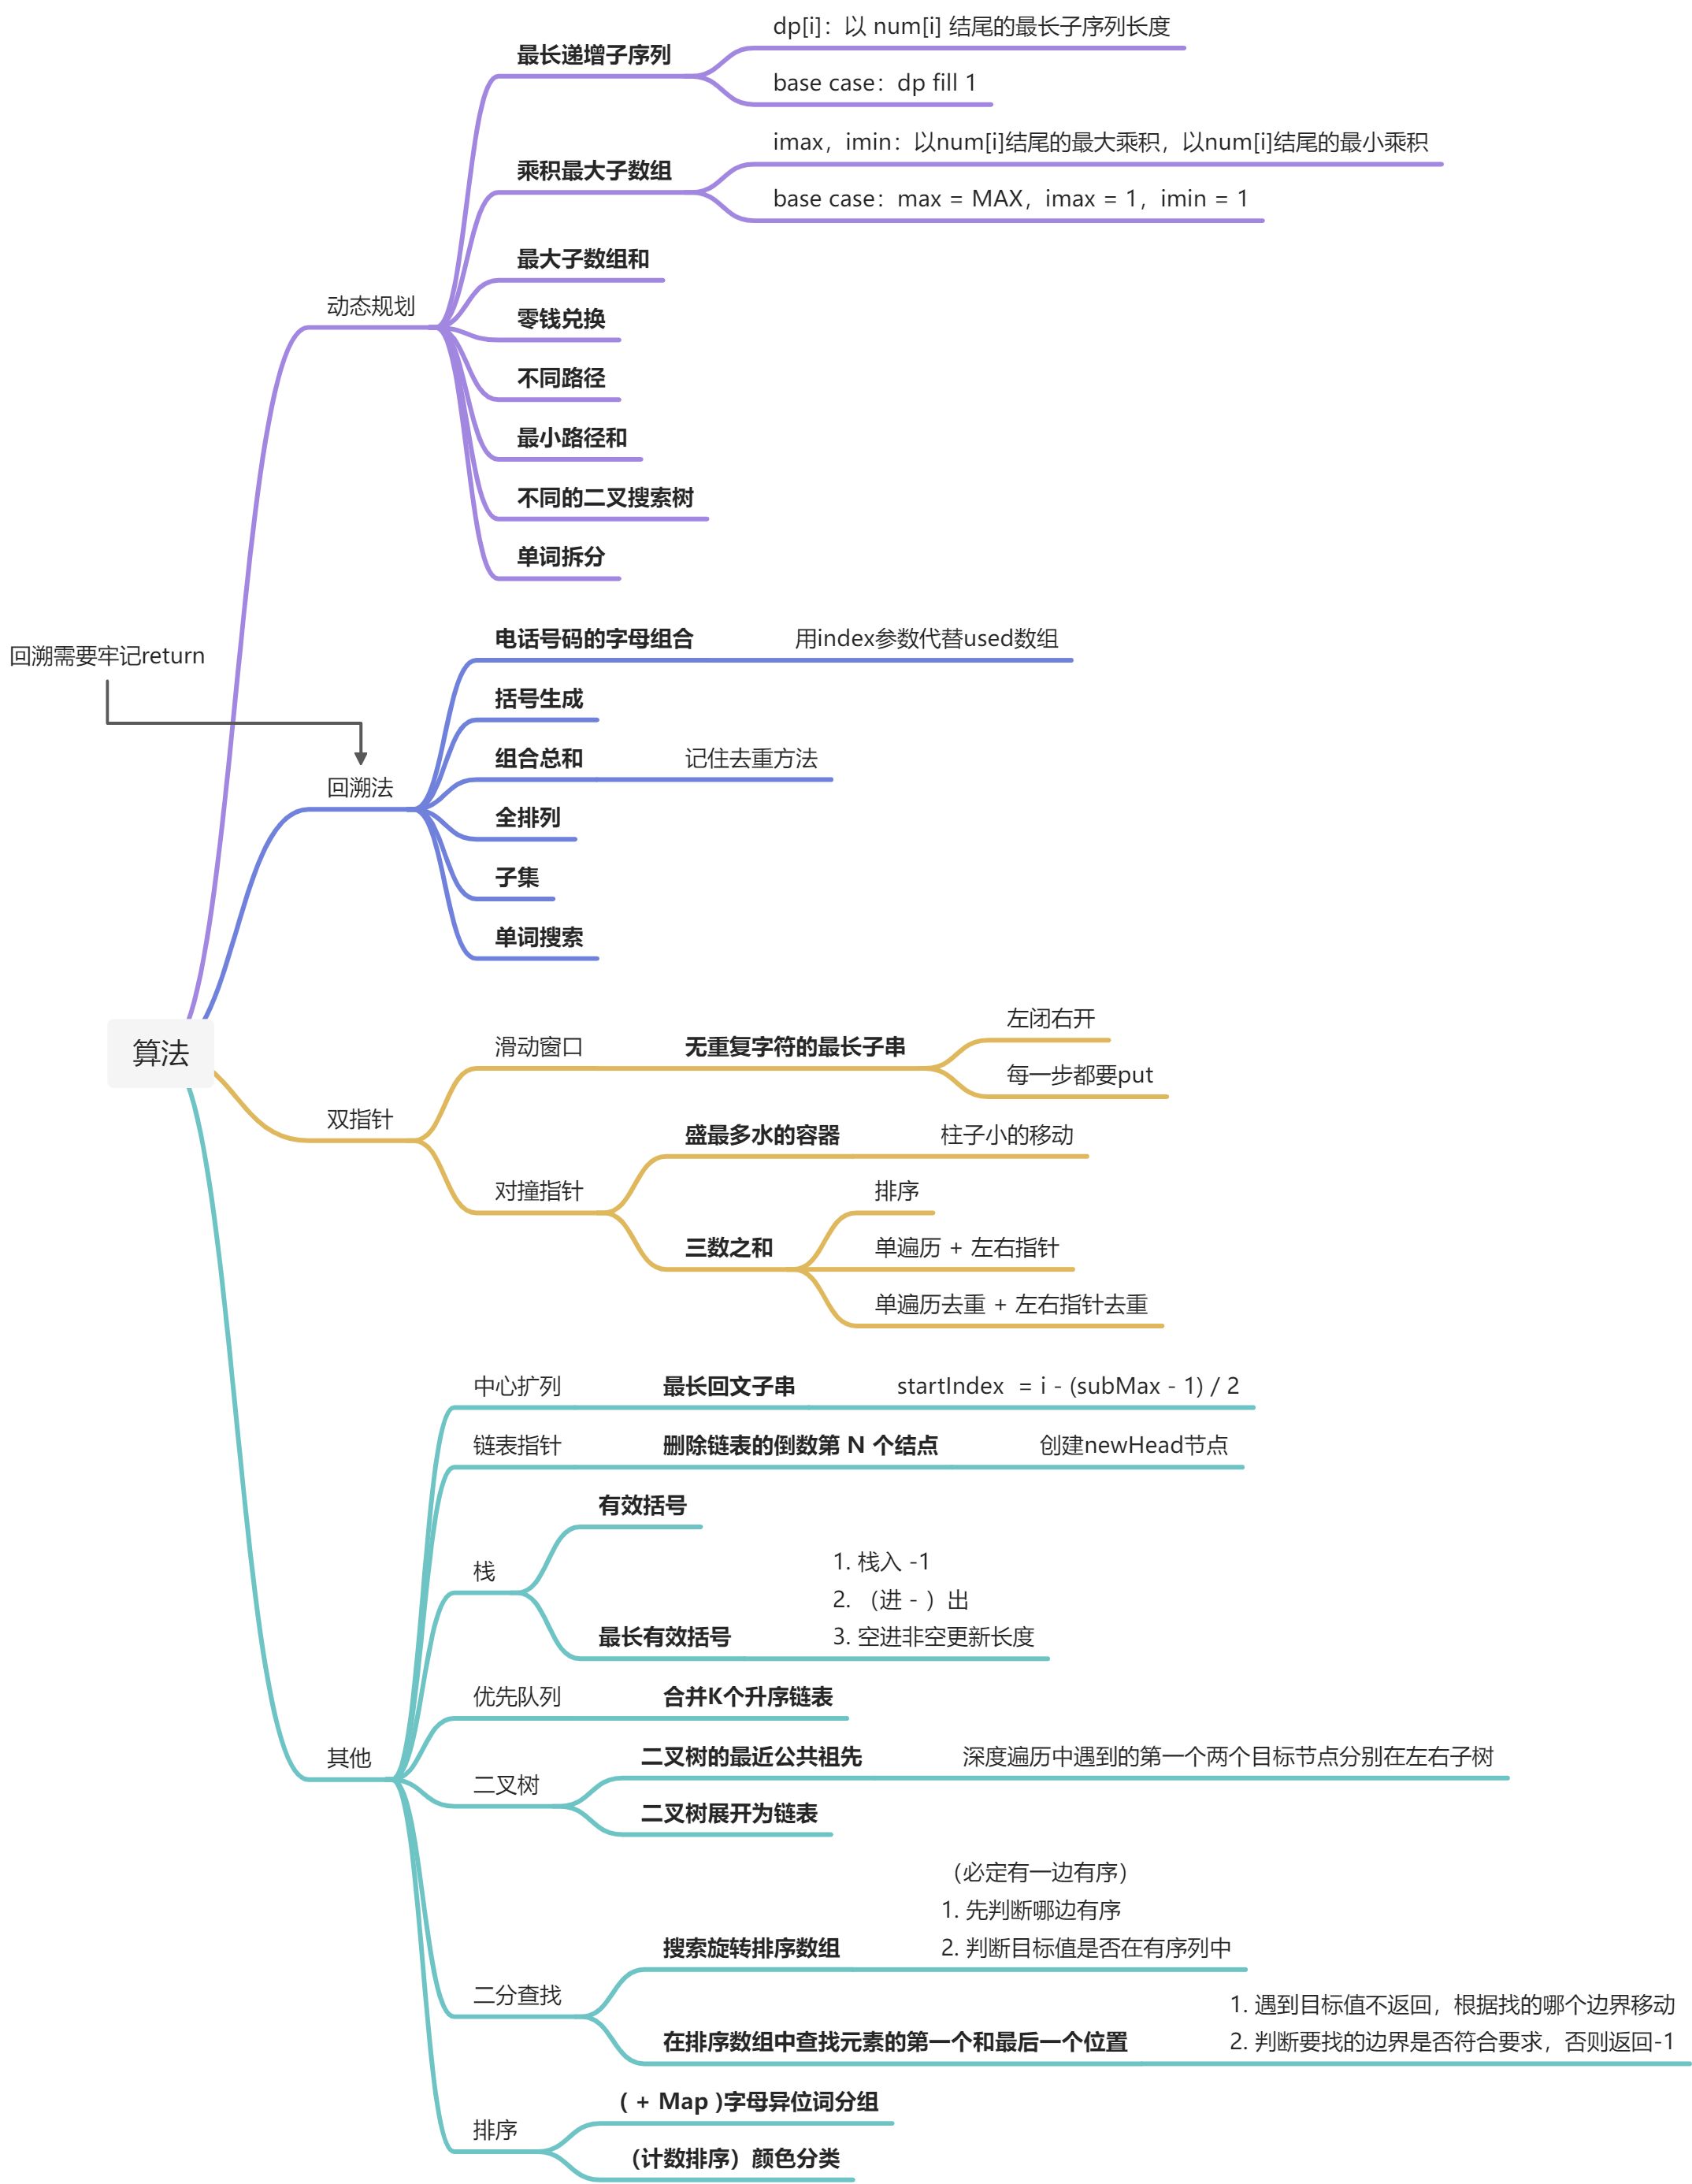 dp[i]：以 num[i] 结尾的最长子序列长度
最长递增子序列
base case：dp fill 1
imax，imin：以num[i]结尾的最大乘积，以num[i]结尾的最小乘积
乘积最大子数组
base case：max = MAX，imax = 1，imin = 1
最大子数组和
动态规划
零钱兑换
不同路径
最小路径和
不同的二叉搜索树
单词拆分
回溯需要牢记return
电话号码的字母组合
用index参数代替used数组
括号生成
组合总和
记住去重方法
回溯法
全排列
子集
单词搜索
算法
左闭右开
滑动窗口
无重复字符的最长子串
每一步都要put
双指针
盛最多水的容器
柱子小的移动
对撞指针
排序
三数之和
单遍历 + 左右指针
单遍历去重 + 左右指针去重
中心扩列
最长回文子串
startIndex  = i - (subMax - 1) / 2
链表指针
删除链表的倒数第 N 个结点
创建newHead节点
有效括号
栈
1. 栈入 -1
2. （进 - ）出
最长有效括号
3. 空进非空更新长度
优先队列
合并K个升序链表
其他
二叉树的最近公共祖先
深度遍历中遇到的第一个两个目标节点分别在左右子树
二叉树
二叉树展开为链表
（必定有一边有序）
1. 先判断哪边有序
搜索旋转排序数组
2. 判断目标值是否在有序列中
二分查找
1. 遇到目标值不返回，根据找的哪个边界移动
在排序数组中查找元素的第一个和最后一个位置
2. 判断要找的边界是否符合要求，否则返回-1
( + Map )字母异位词分组
排序
（计数排序）颜色分类